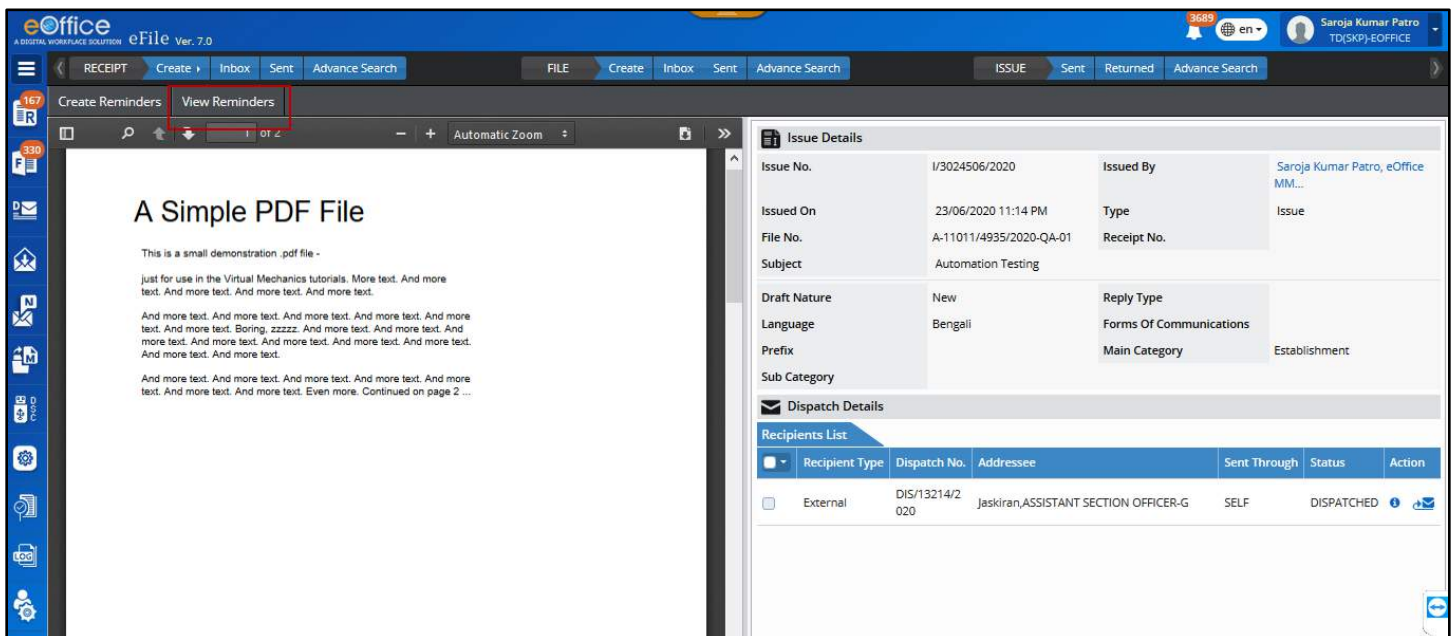 eOffice
A DIGITAL WORKPLACE SOLUTION eFile Ver. 7.0
3689
en
Saroja Kumar Patro
TD(SKP)-EOFFICE
RECEIPT Create Inbox Sent Advance Search FILE Create Inbox Sent Advance Search ISSUE Sent Returned Advance Search
167
R
Create Reminders View Reminders
1 of 2 Automatic Zoom
330
F
D
N
M
DSC
LOG
A Simple PDF File
This is a small demonstration .pdf file -
just for use in the Virtual Mechanics tutorials. More text. And more
text. And more text. And more text. And more text.
And more text. And more text. And more text. And more text. And more
text. And more text. Boring, zzzzz. And more text. And more text. And
more text. And more text. And more text. And more text. And more text.
And more text. And more text.
And more text. And more text. And more text. And more text. And more
text. And more text. And more text. Even more. Continued on page 2 ...
Issue Details
Issue No. I/3024506/2020 Issued By Saroja Kumar Patro, eOffice
MM...
Issued On 23/06/2020 11:14 PM Type Issue
File No. A-11011/4935/2020-QA-01 Receipt No.
Subject Automation Testing
Draft Nature New Reply Type
Language Bengali Forms Of Communications
Prefix Main Category Establishment
Sub Category
Dispatch Details
Recipients List
Recipient Type Dispatch No. Addressee Sent Through Status Action
External DIS/13214/2
020 Jaskiran,ASSISTANT SECTION OFFICER-G SELF DISPATCHED